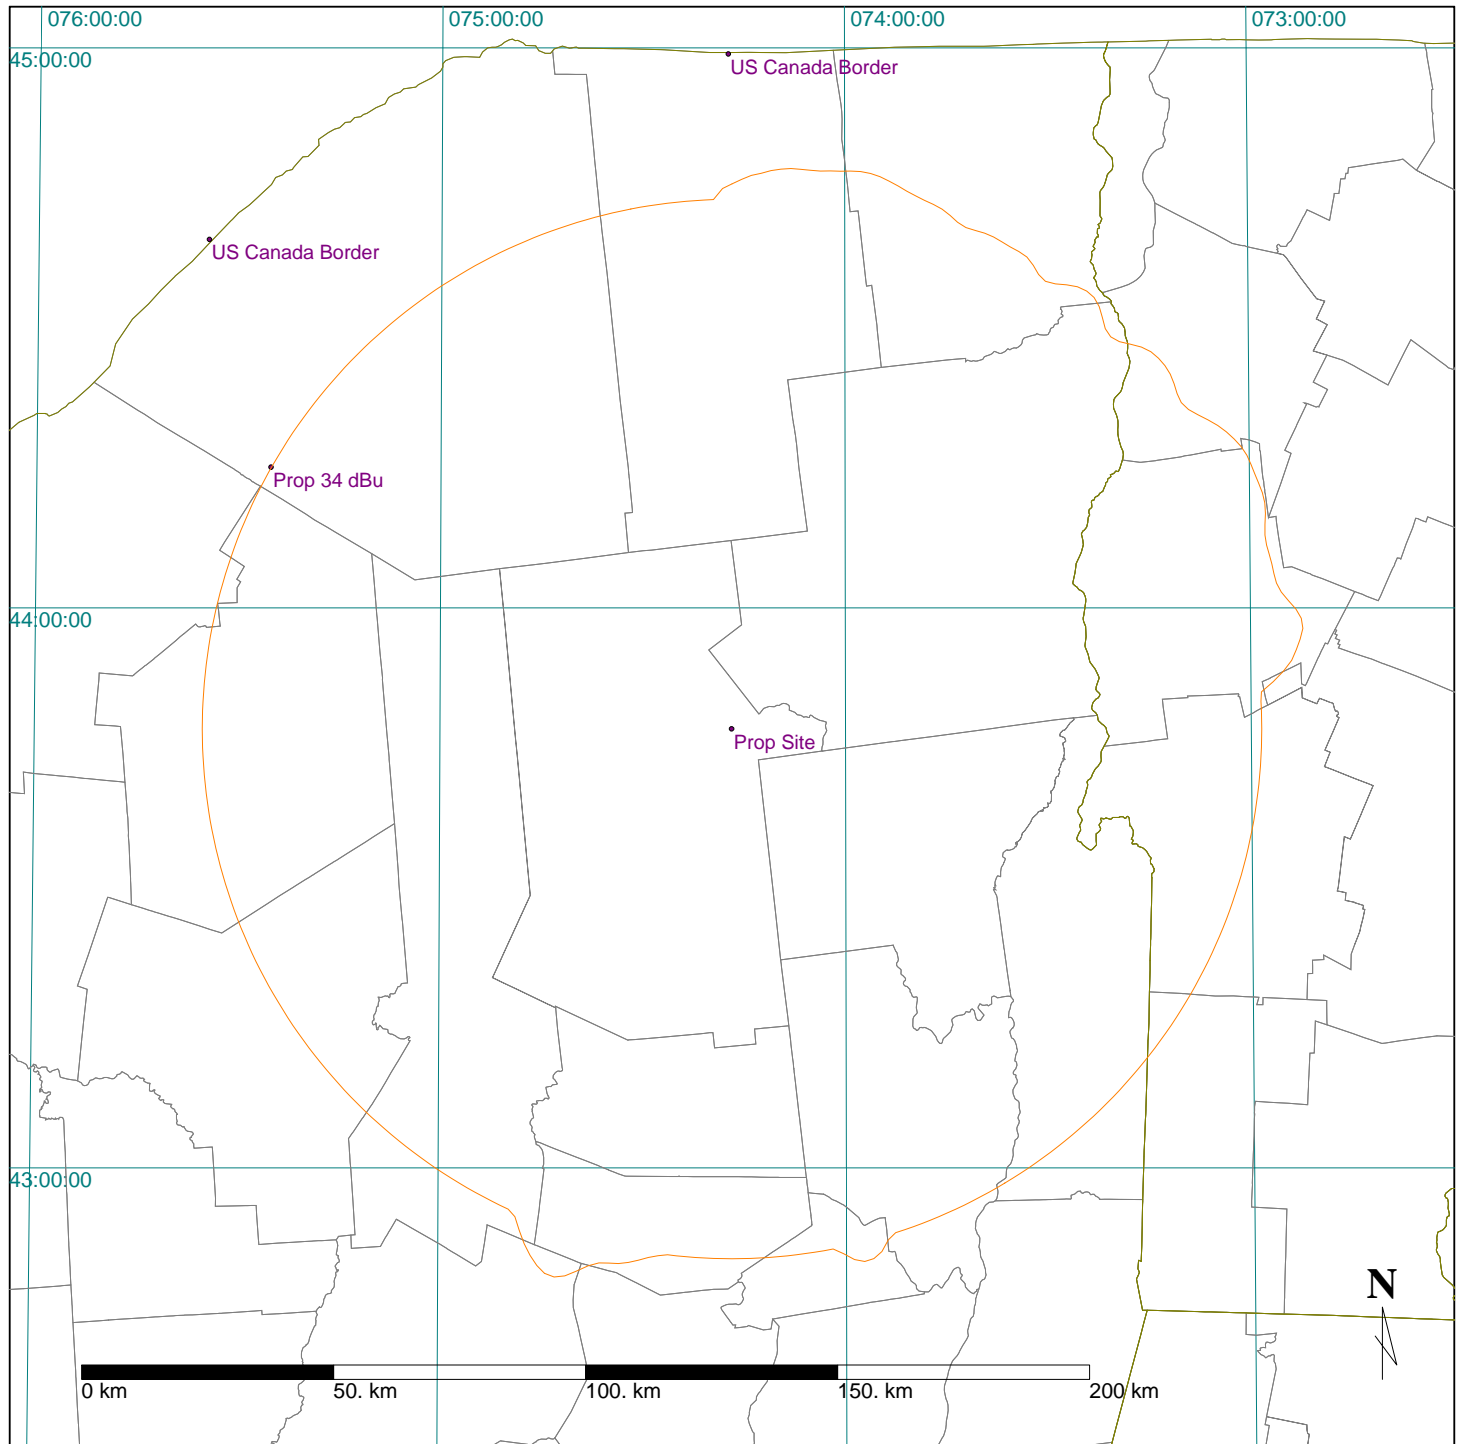 076:00:00
075:00:00
074:00:00
073:00:00
45:00:00
US Canada Border
US Canada Border
Prop 34 dBu
44:00:00
Prop Site
43:00:00
N
0 km
50. km
100. km
150. km
200 km